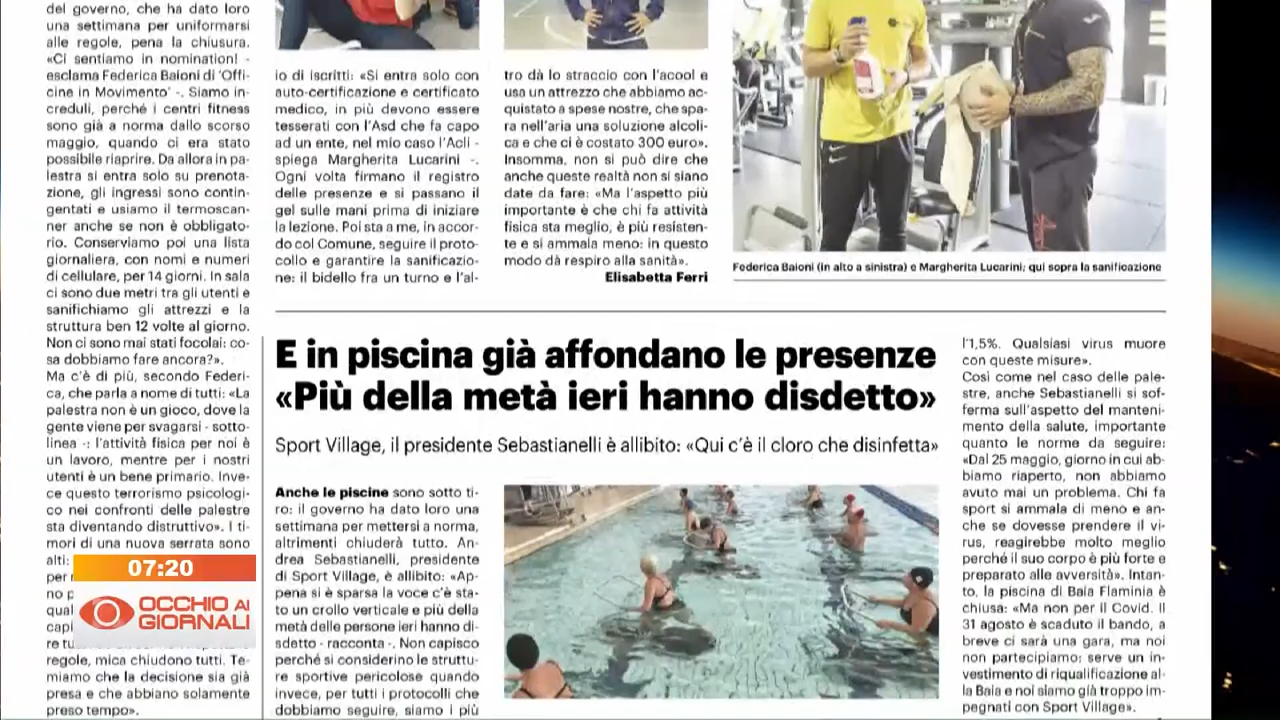 del governo, che ha dato loro
una settimana per uniformarsi
alle regole, pena la chiusura.
«Ci sentiamo in nomination! -
esclama Federica Baioni di 'Offi-
cine in Movimento' -. Siamo in-
creduli, perché i centri fitness
sono già a norma dallo scorso
maggio, quando ci era stato
possibile riaprire. Da allora in pa-
lestra si entra solo su prenota-
zione, gli ingressi sono contin-
gentati e usiamo il termoscan-
ner anche se non è obbligato-
rio. Conserviamo poi una lista
giornaliera, con nomi e numeri
di cellulare, per 14 giorni. In sala
ci sono due metri tra gli utenti e
sanifichiamo gli attrezzi e la
struttura ben 12 volte al giorno.
Non ci sono mai stati focolai: co-
sa dobbiamo fare ancora?».
Ma c'è di più, secondo Federi-
ca, che parla a nome di tutti: «La
palestra non è un gioco, dove la
gente viene per svagarsi - sotto-
linea -: l'attività fisica per noi è
un lavoro, mentre per i nostri
utenti è un bene primario. Inve-
ce questo terrorismo psicologi-
co nei confronti delle palestre
sta diventando distruttivo». I ti-
mori di una nuova serrata sono
alti:
per
no p
qual
capi
re tu
regole, mica chiudono tutti. Te-
miamo che la decisione sia già
presa e che abbiano solamente
preso tempo».
io di iscritti: «Si entra solo con
auto-certificazione e certificato
medico, in più devono essere
tesserati con l'Asd che fa capo
ad un ente, nel mio caso l'Acli -
spiega Margherita Lucarini -.
Ogni volta firmano il registro
delle presenze e si passano il
gel sulle mani prima di iniziare
la lezione. Poi sta a me, in accor-
do col Comune, seguire il proto-
collo e garantire la sanificazio-
ne: il bidello fra un turno e l'al-
tro dà lo straccio con l'acool e
usa un attrezzo che abbiamo ac-
quistato a spese nostre, che spa-
ra nell'aria una soluzione alcoli-
ca e che ci è costato 300 euro».
Insomma, non si può dire che
anche queste realtà non si siano
date da fare: «Ma l'aspetto più
importante è che chi fa attività
fisica sta meglio, è più resisten-
te e si ammala meno: in questo
modo dà respiro alla sanità».
Elisabetta Ferri
Federica Baioni (in alto a sinistra) e Margherita Lucarini; qui sopra la sanificazione
E in piscina già affondano le presenze
«Più della metà ieri hanno disdetto»
Sport Village, il presidente Sebastianelli è allibito: «Qui c'è il cloro che disinfetta»
Anche le piscine sono sotto ti-
ro: il governo ha dato loro una
settimana per mettersi a norma,
altrimenti chiuderà tutto. An-
drea Sebastianelli, presidente
di Sport Village, è allibito: «Ap-
pena si è sparsa la voce c'è sta-
to un crollo verticale e più della
metà delle persone ieri hanno di-
sdetto - racconta -. Non capisco
perché si considerino le struttu-
re sportive pericolose quando
invece, per tutti i protocolli che
dobbiamo seguire, siamo i più
l'1,5%. Qualsiasi virus muore
con queste misure».
Così come nel caso delle pale-
stre, anche Sebastianelli si sof-
ferma sull'aspetto del manteni-
mento della salute, importante
quanto le norme da seguire:
«Dal 25 maggio, giorno in cui ab-
biamo riaperto, non abbiamo
avuto mai un problema. Chi fa
sport si ammala di meno e an-
che se dovesse prendere il vi-
rus, reagirebbe molto meglio
perché il suo corpo è più forte e
preparato alle avversità». Intan-
to, la piscina di Baia Flaminia è
chiusa: «Ma non per il Covid. Il
31 agosto è scaduto il bando, a
breve ci sarà una gara, ma noi
non partecipiamo: serve un in-
vestimento di riqualificazione al-
la Baia e noi siamo già troppo im-
pegnati con Sport Village».
07:20
OCCHIO AI
GIORNALI